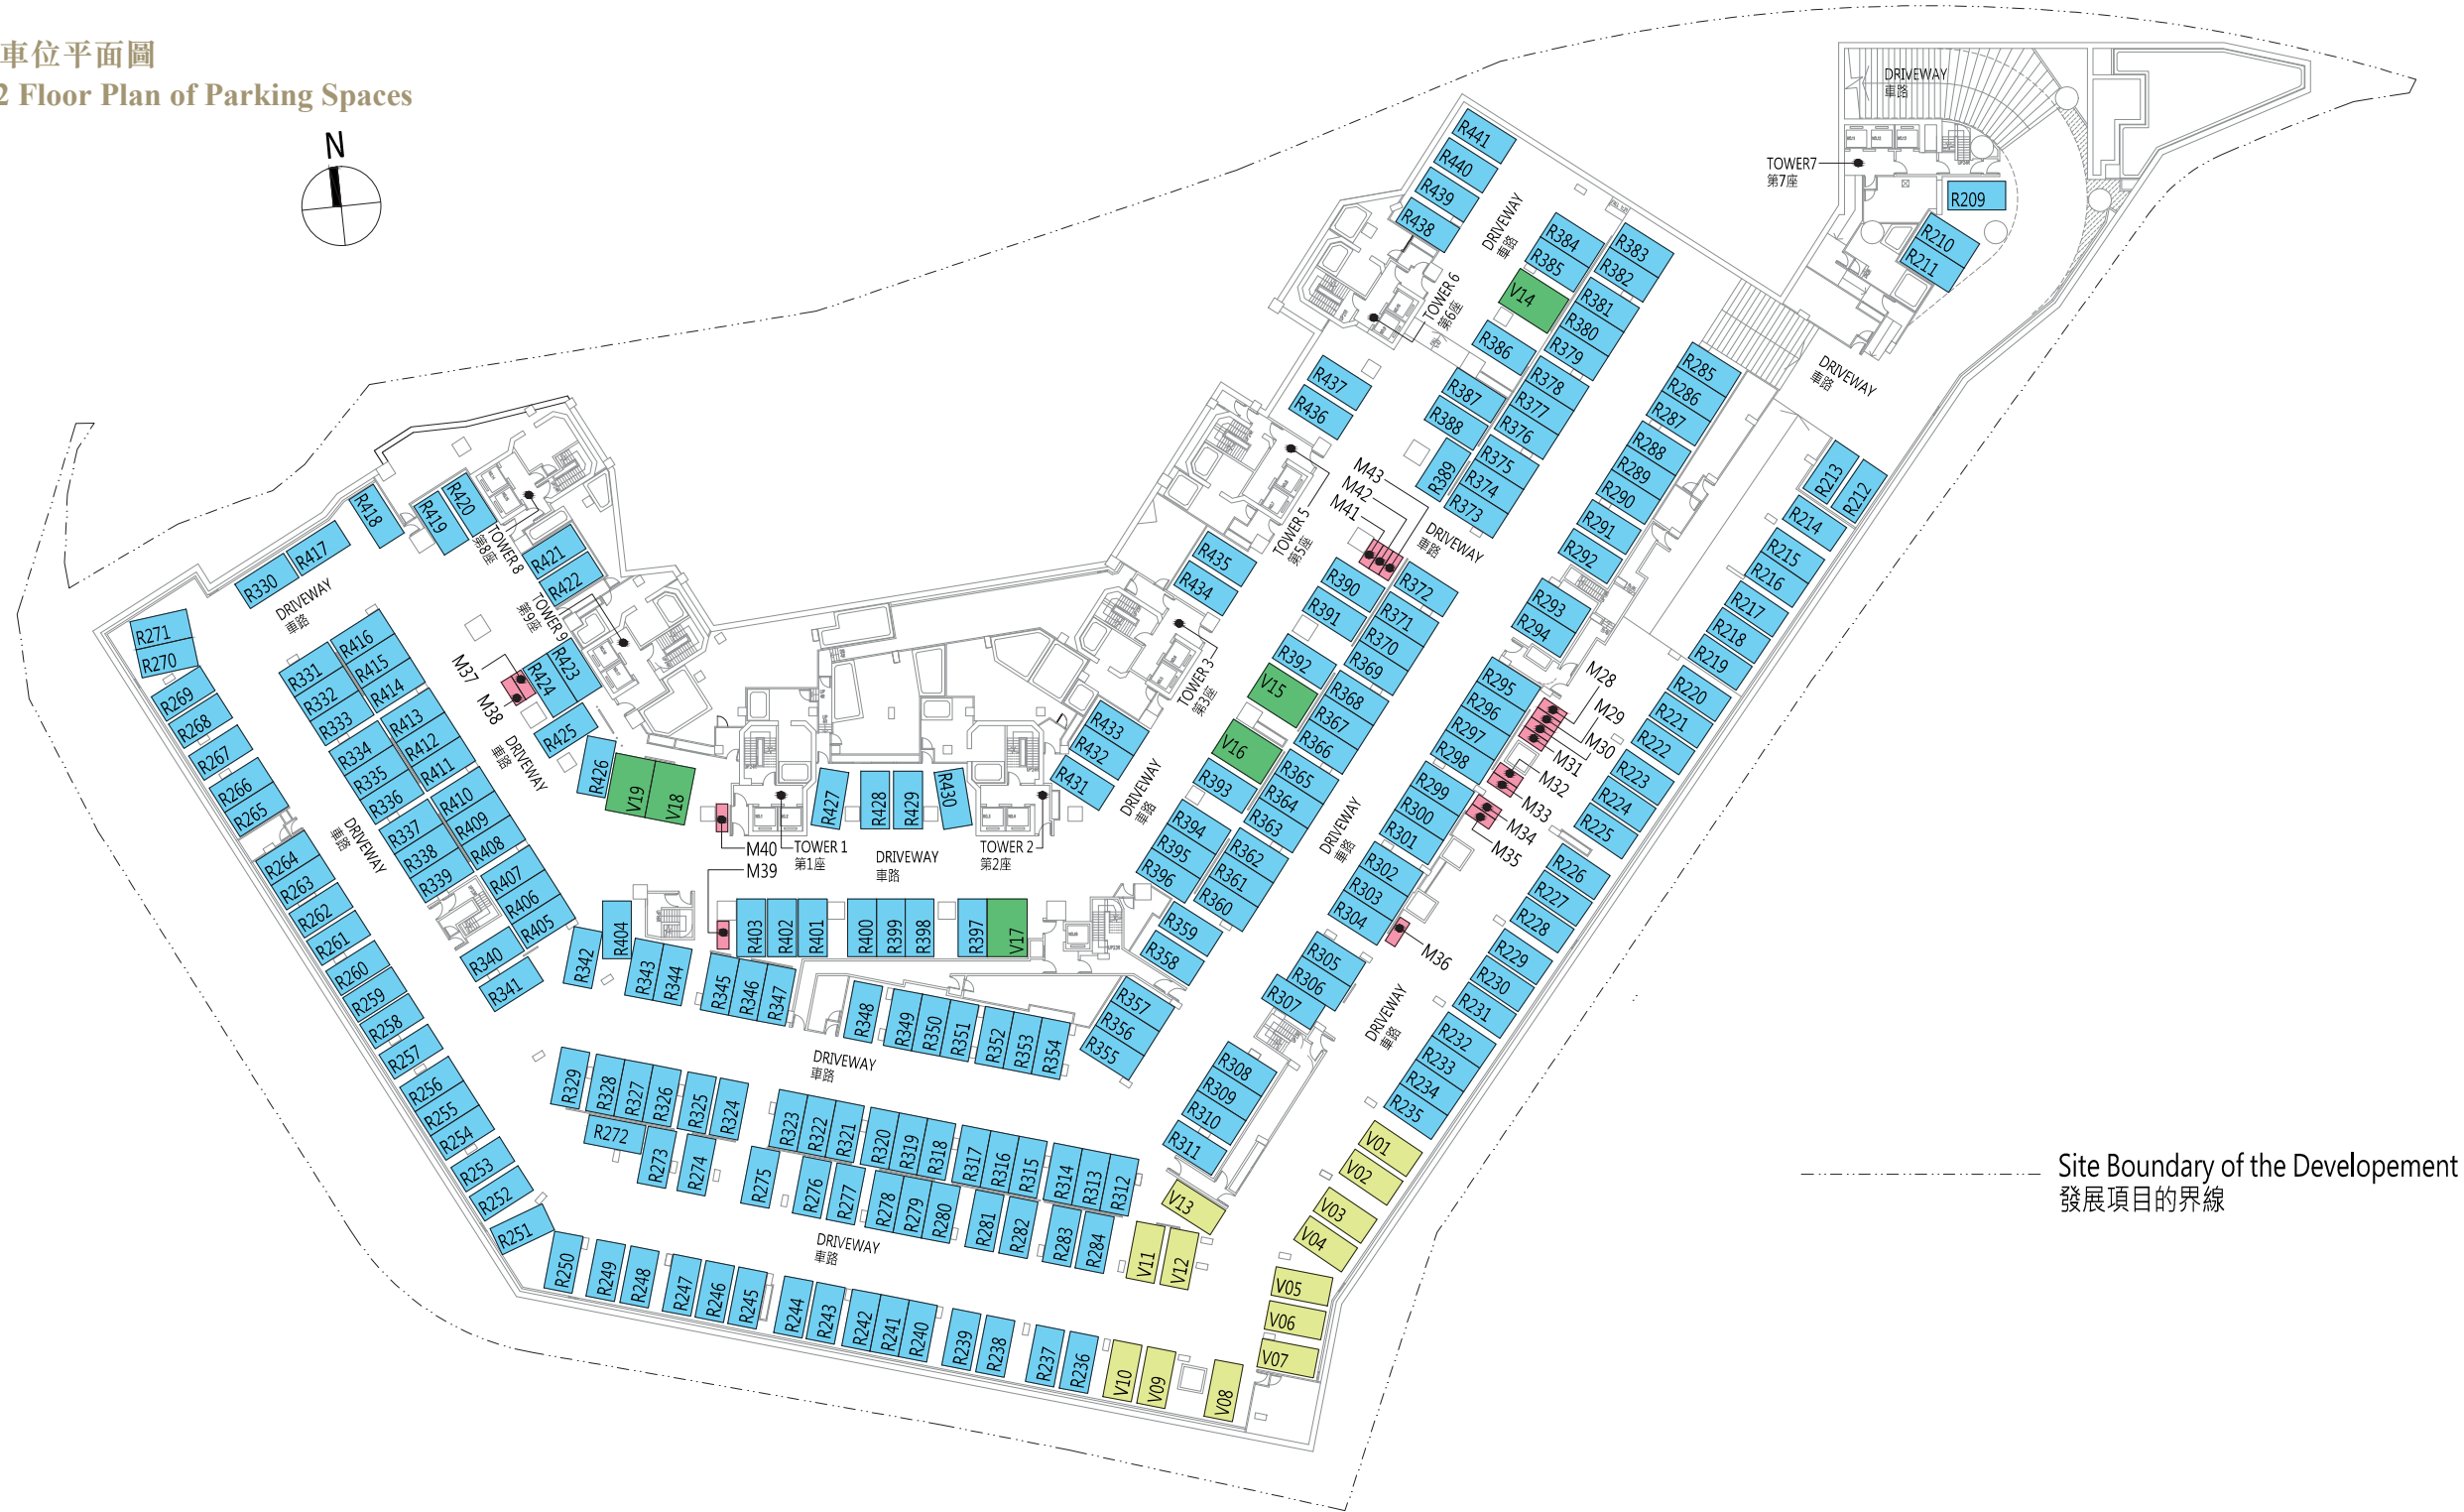 車位平面圖
2 Floor Plan of Parking Spaces
N
DRIVEWAY
車路
TOWER7
第7座
R209
R210
R211
R441
R440
R439
R438
DRIVEWAY
車路
R384
R385
V14
R386
R383
R382
R381
R380
R379
R378
R377
R376
R375
R374
R373
TOWER 6
第6座
R437
R436
R387
R388
R389
DRIVEWAY
車路
R285
R286
R287
R288
R289
R290
R291
R292
R293
R294
R213
R212
R214
R215
R216
R217
R218
R219
R220
R221
R222
R223
R224
R225
R226
R227
R228
R229
R230
R231
R232
R233
R234
R235
M43
M42
M41
TOWER 5
第5座
DRIVEWAY
車路
R435
R434
R390
R391
R392
V15
V16
R393
R394
R395
R396
R372
R371
R370
R369
R368
R367
R366
R365
R364
R363
R362
R361
R360
R359
R358
R357
R356
R355
TOWER 3
第3座
R433
R432
R431
DRIVEWAY
車路
DRIVEWAY
車路
R295
R296
R297
R298
R299
R300
R301
R302
R303
R304
R305
R306
R307
R308
R309
R310
R311
M28
M29
M30
M31
M32
M33
M34
M35
M36
DRIVEWAY
車路
R418
R419
R420
TOWER 8
第8座
R417
R330
DRIVEWAY
車路
R421
R422
TOWER 9
第9座
R423
R424
R425
M37
M38
DRIVEWAY
車路
R426
V19
V18
M40
M39
TOWER 1
第1座
R427
R428
R429
R430
DRIVEWAY
車路
TOWER 2
第2座
R271
R270
R269
R268
R267
R266
R265
R264
R263
R262
R261
R260
R259
R258
R257
R256
R255
R254
R253
R252
R251
R331
R332
R333
R334
R335
R336
R337
R338
R339
R340
R341
R416
R415
R414
R413
R412
R411
R410
R409
R408
R407
R406
R405
DRIVEWAY
車路
R342
R404
R343
R344
R403
R402
R401
R400
R399
R398
R397
V17
R345
R346
R347
R348
R349
R350
R351
R352
R353
R354
DRIVEWAY
車路
R329
R328
R327
R326
R325
R324
R323
R322
R321
R320
R319
R318
R317
R316
R315
R314
R313
R312
R272
R273
R274
R275
R276
R277
R278
R279
R280
R281
R282
R283
R284
DRIVEWAY
車路
V13
V11
V12
V01
V02
V03
V04
V05
V06
V07
R250
R249
R248
R247
R246
R245
R244
R243
R242
R241
R240
R239
R238
R237
R236
V10
V09
V08
Site Boundary of the Developement
發展項目的界線